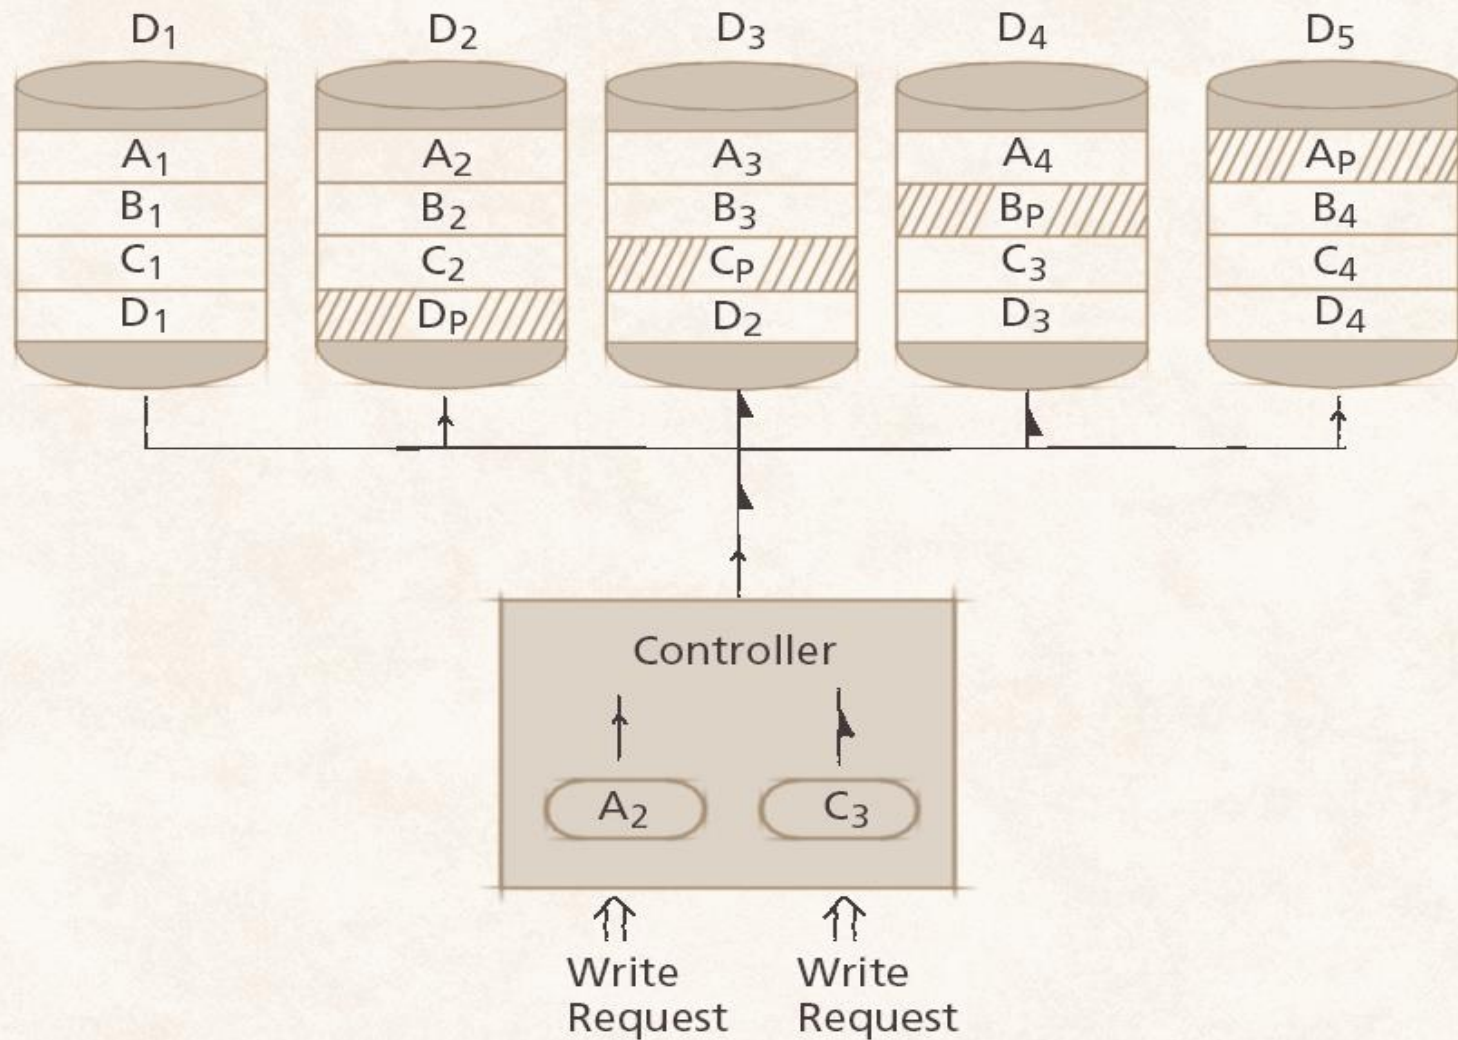 D₁ D₂ D₃ D₄ D₅
A₁ A₂ A₃ A₄ Aₚ
B₁ B₂ B₃ Bₚ B₄
C₁ C₂ Cₚ C₃ C₄
D₁ Dₚ D₂ D₃ D₄
Controller
A₂ C₃
Write Write
Request Request